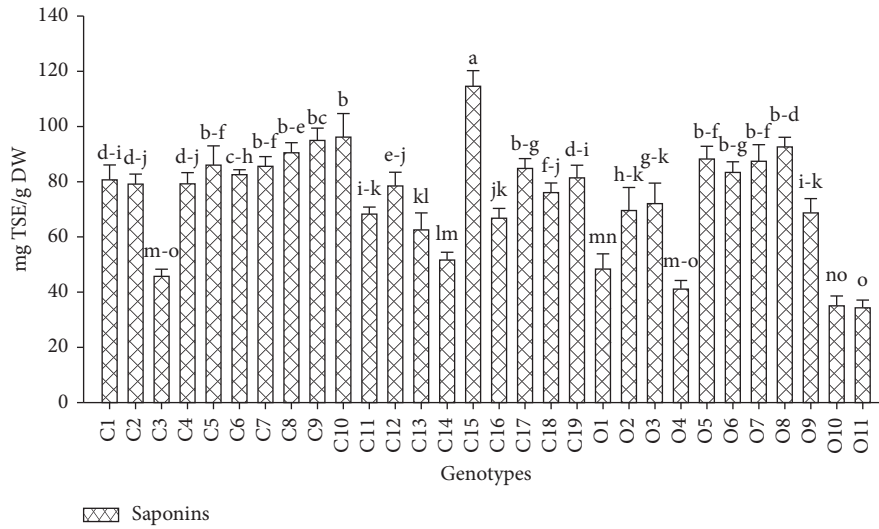 mg TSE/g DW
140
120
100
80
60
40
20
0
d-i
d-j
m-o
d-j
b-f
c-h
b-f
b-e
bc
b
i-k
e-j
kl
lm
a
jk
b-g
f-j
d-i
mn
h-k
g-k
m-o
b-f
b-g
b-f
b-d
i-k
no
o
C1
C2
C3
C4
C5
C6
C7
C8
C9
C10
C11
C12
C13
C14
C15
C16
C17
C18
C19
O1
O2
O3
O4
O5
O6
O7
O8
O9
O10
O11
Genotypes
Saponins